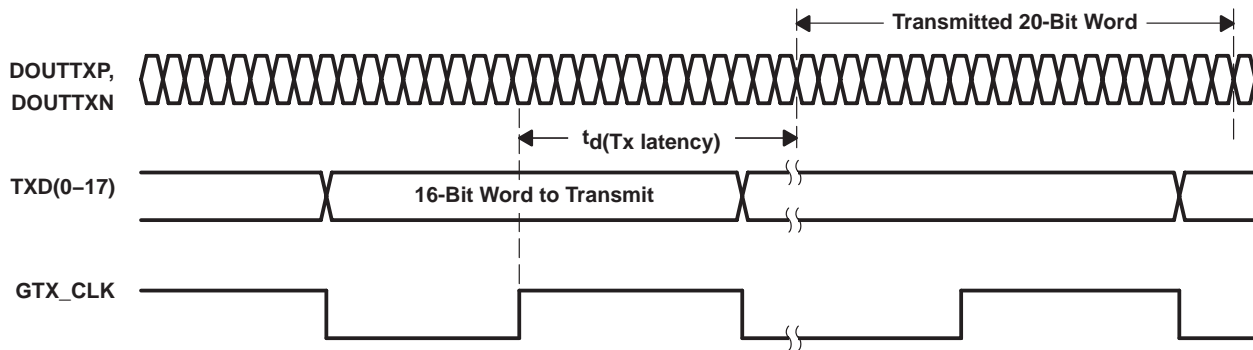 Transmitted 20-Bit Word
DOUTTXP,
DOUTTXN
td(Tx latency)
TXD(0–17)
16-Bit Word to Transmit
GTX_CLK